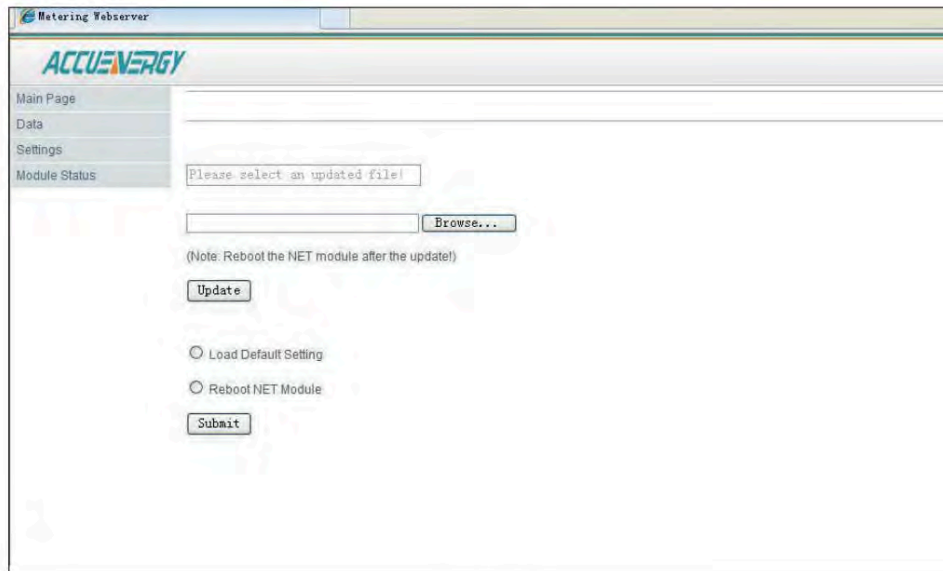 Metering Webserver
ACCUENERGY
Main Page
Data
Settings
Module Status
Please select an updated file!
Browse...
(Note: Reboot the NET module after the update!)
Update
Load Default Setting
Reboot NET Module
Submit